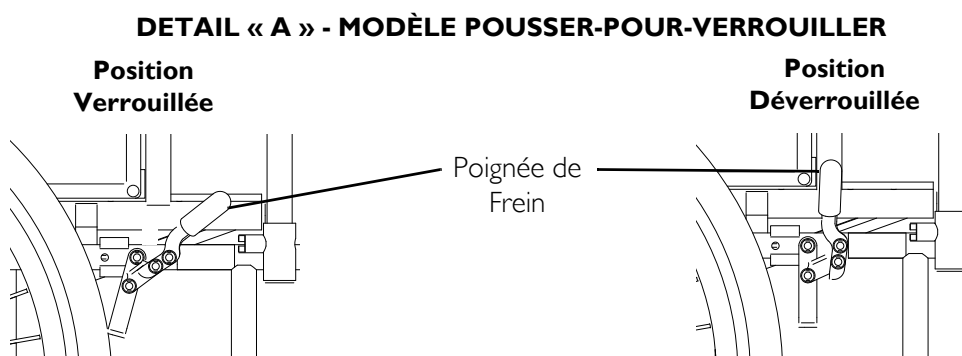 DETAIL « A » - MODÈLE POUSSER-POUR-VERROUILLER
Position
Verrouillée
Position
Déverrouillée
Poignée de
Frein